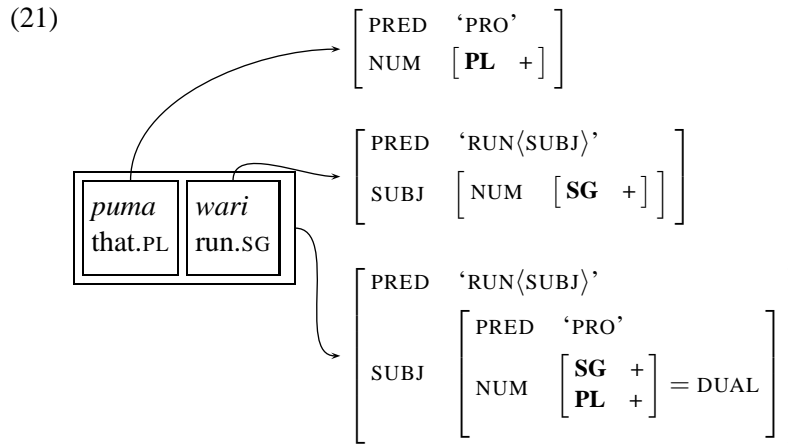 (21)
PRED ‘PRO’
NUM [PL +]
PRED ‘RUN⟨SUBJ⟩’
SUBJ [NUM [SG +]]
puma wari
that.PL run.SG
PRED ‘RUN⟨SUBJ⟩’
PRED ‘PRO’
SUBJ
SG +
NUM = DUAL
PL +